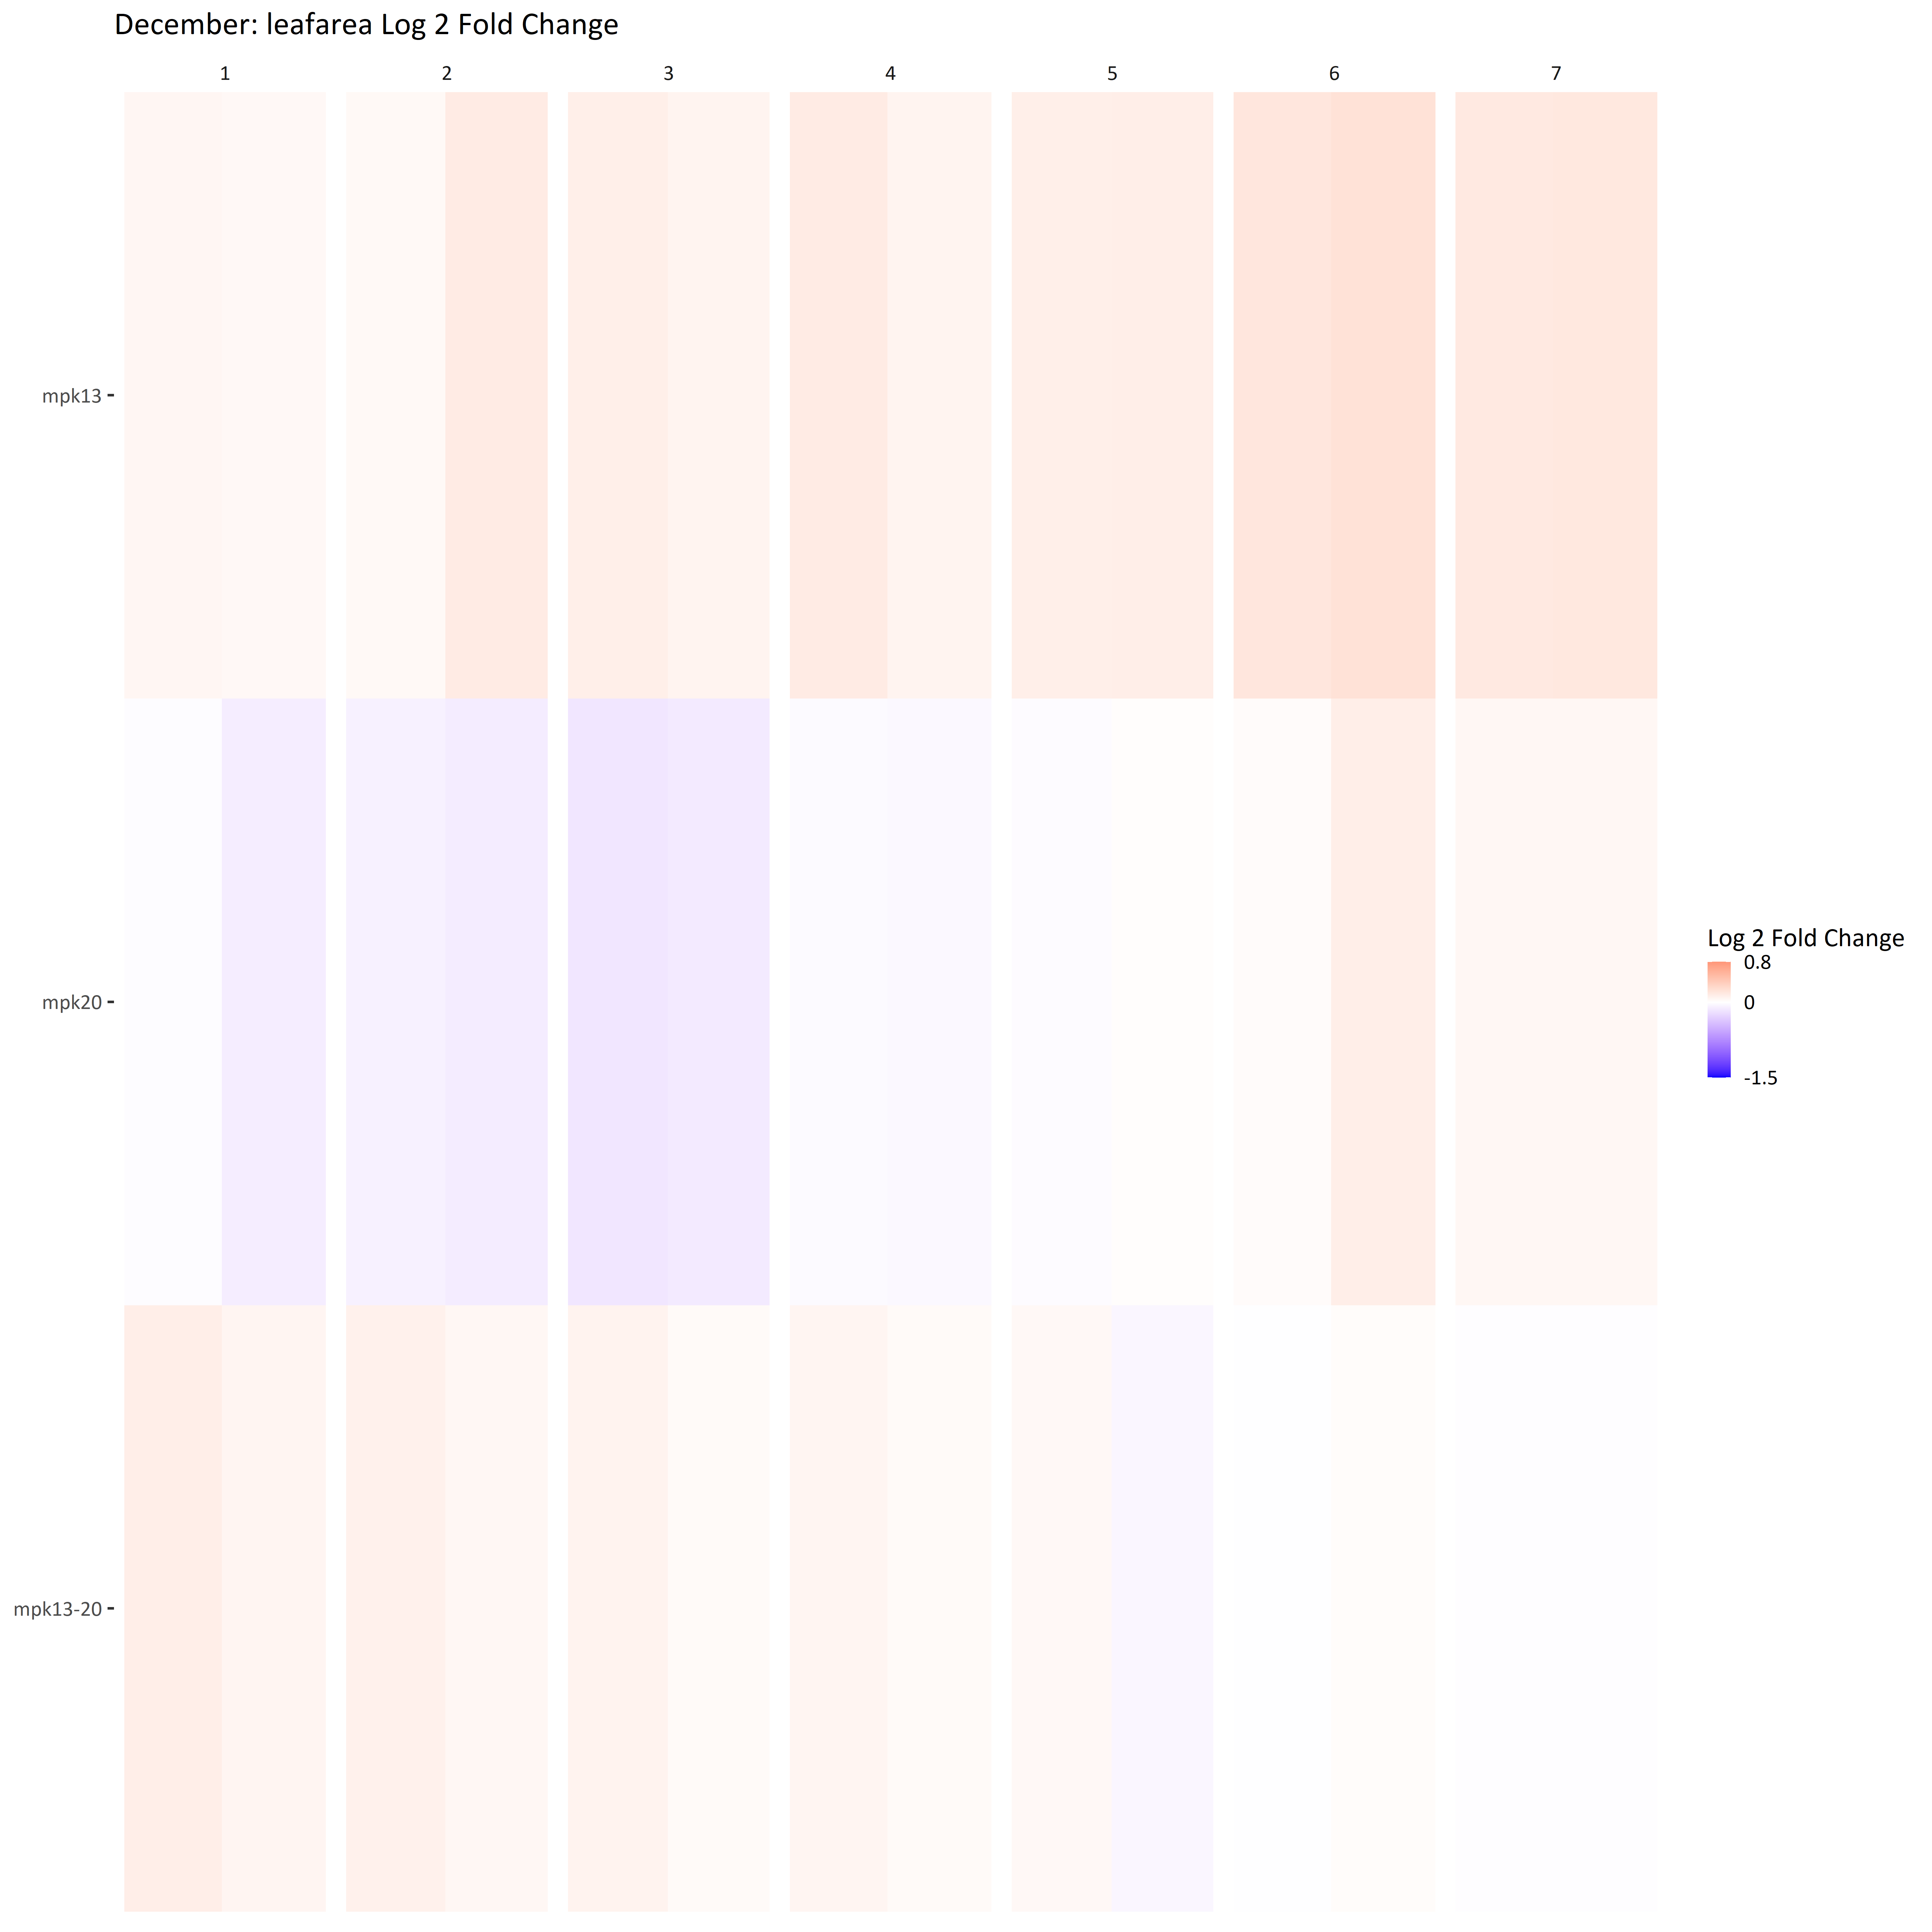 December: leafarea Log 2 Fold Change
1 2 3 4 5 6 7
mpk13
mpk20
mpk13-20
Log 2 Fold Change
0.8
0
-1.5